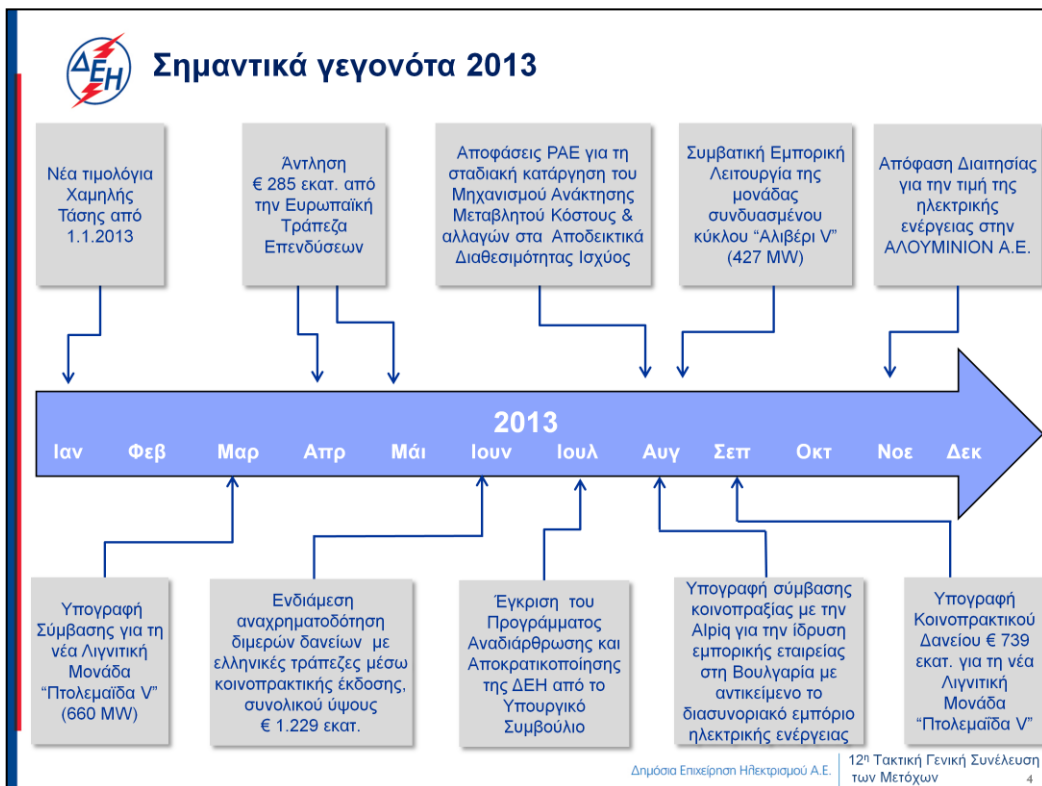 ΔΕΗ
Σημαντικά γεγονότα 2013
Νέα τιμολόγια
Χαμηλής
Τάσης από
1.1.2013
Άντληση
€ 285 εκατ. από
την Ευρωπαϊκή
Τράπεζα
Επενδύσεων
Αποφάσεις ΡΑΕ για τη
σταδιακή κατάργηση του
Μηχανισμού Ανάκτησης
Μεταβλητού Κόστους &
αλλαγών στα Αποδεικτικά
Διαθεσιμότητας Ισχύος
Συμβατική Εμπορική
Λειτουργία της
μονάδας
συνδυασμένου
κύκλου “Αλιβέρι V”
(427 MW)
Απόφαση Διαιτησίας
για την τιμή της
ηλεκτρικής
ενέργειας στην
ΑΛΟΥΜΙΝΙΟΝ Α.Ε.
2013
Ιαν Φεβ Μαρ Απρ Μάι Ιουν Ιουλ Αυγ Σεπ Οκτ Νοε Δεκ
Υπογραφή
Σύμβασης για τη
νέα Λιγνιτική
Μονάδα
“Πτολεμαΐδα V”
(660 MW)
Ενδιάμεση
αναχρηματοδότηση
διμερών δανείων με
ελληνικές τράπεζες μέσω
κοινοπρακτικής έκδοσης,
συνολικού ύψους
€ 1.229 εκατ.
Έγκριση του
Προγράμματος
Αναδιάρθρωσης και
Αποκρατικοποίησης
της ΔΕΗ από το
Υπουργικό
Συμβούλιο
Υπογραφή σύμβασης
κοινοπραξίας με την
Alpiq για την ίδρυση
εμπορικής εταιρείας
στη Βουλγαρία με
αντικείμενο το
διασυνοριακό εμπόριο
ηλεκτρικής ενέργειας
Υπογραφή
Κοινοπρακτικού
Δανείου € 739
εκατ. για τη νέα
Λιγνιτική
Μονάδα
“Πτολεμαΐδα V”
Δημόσια Επιχείρηση Ηλεκτρισμού Α.Ε.
12η Τακτική Γενική Συνέλευση
των Μετόχων
4